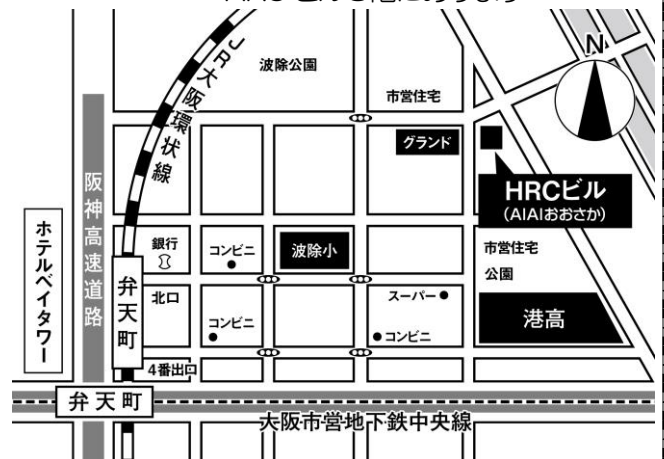 波除公園
N
JR大阪環状線
市営住宅
グランド
HRCビル
(AIAIおおさか)
阪神高速道路
ホテルベイタワー
銀行
コンビニ
波除小
市営住宅
公園
弁天町
北口
スーパー
港高
コンビニ
コンビニ
4番出口
弁天町
大阪市営地下鉄中央線